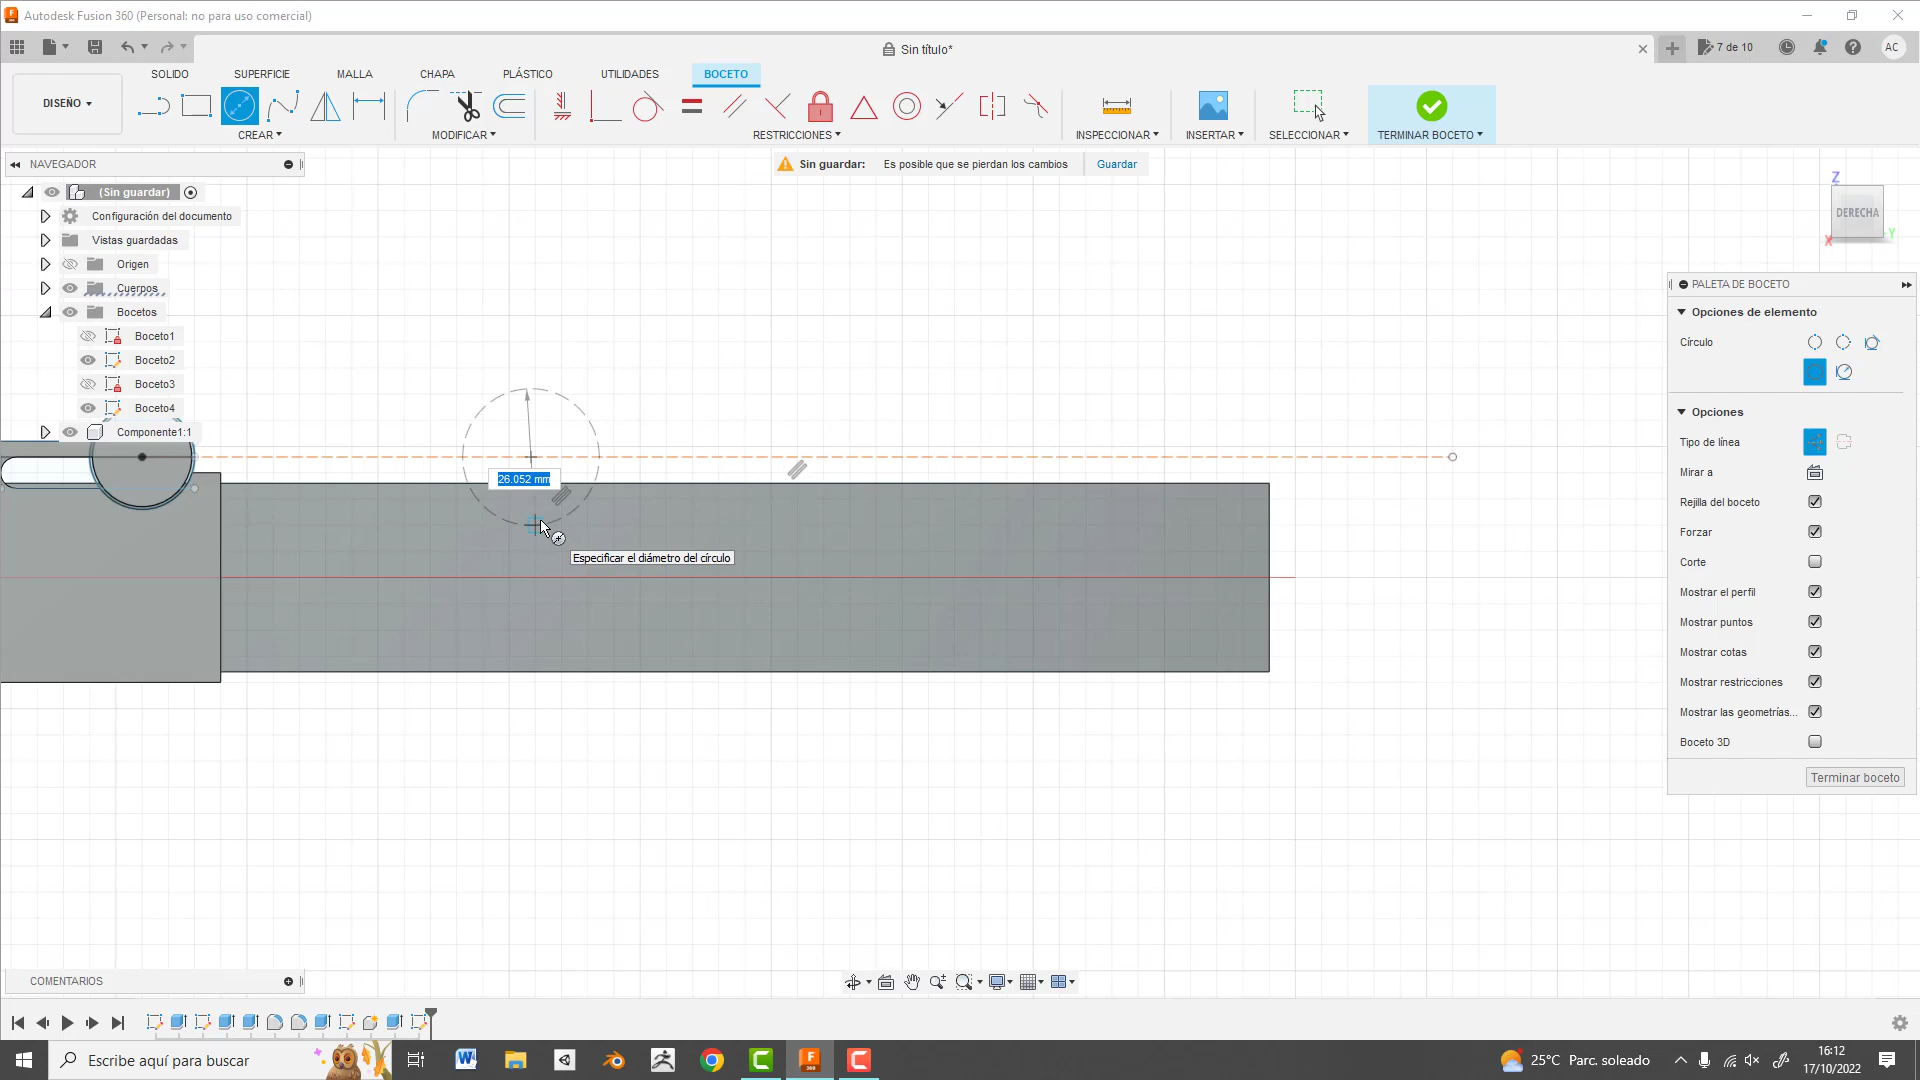 Autodesk Fusion 360 (Personal: no para uso comercial)
Sin título*
7 de 10
AC
DISEÑO
SOLIDO
SUPERFICIE
MALLA
CHAPA
PLÁSTICO
UTILIDADES
BOCETO
CREAR
MODIFICAR
RESTRICCIONES
INSPECCIONAR
INSERTAR
SELECCIONAR
TERMINAR BOCETO
NAVEGADOR
Sin guardar:
Es posible que se pierdan los cambios
Guardar
(Sin guardar)
Configuración del documento
Vistas guardadas
Origen
Cuerpos
Bocetos
Boceto1
Boceto2
Boceto3
Boceto4
Componente1:1
Z
DERECHA
X
Y
26.052 mm
Especificar el diámetro del círculo
PALETA DE BOCETO
Opciones de elemento
Círculo
Opciones
Tipo de línea
Mirar a
Rejilla del boceto
Forzar
Corte
Mostrar el perfil
Mostrar puntos
Mostrar cotas
Mostrar restricciones
Mostrar las geometrías...
Boceto 3D
Terminar boceto
COMENTARIOS
Escribe aquí para buscar
25°C
Parc. soleado
16:12
17/10/2022